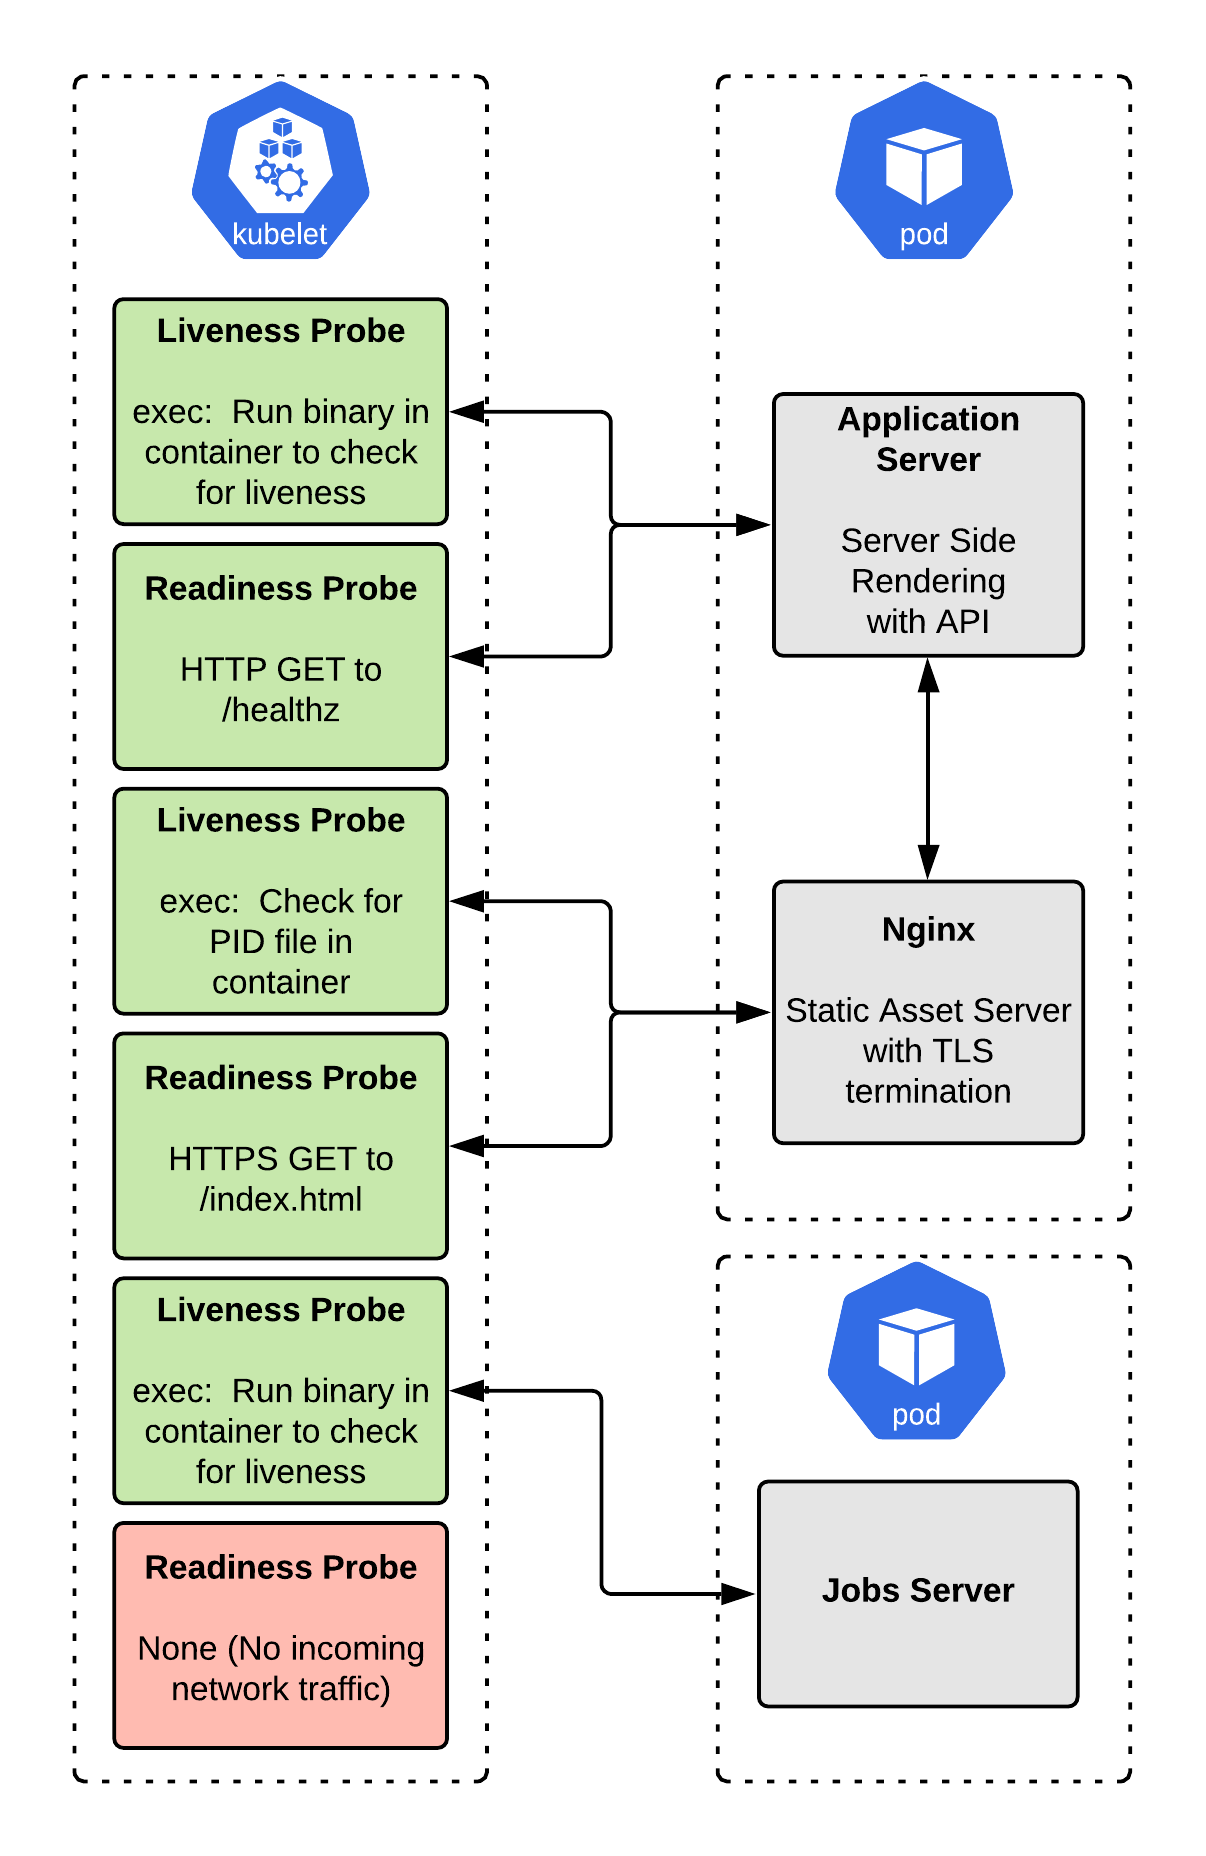 kubelet
Liveness Probe
exec:  Run binary in
container to check
for liveness
Readiness Probe
HTTP GET to
/healthz
Liveness Probe
exec:  Check for
PID file in
container
Readiness Probe
HTTPS GET to
/index.html
Liveness Probe
exec:  Run binary in
container to check
for liveness
Readiness Probe
None (No incoming
network traffic)
pod
Application
Server
Server Side
Rendering
with API
Nginx
Static Asset Server
with TLS
termination
pod
Jobs Server